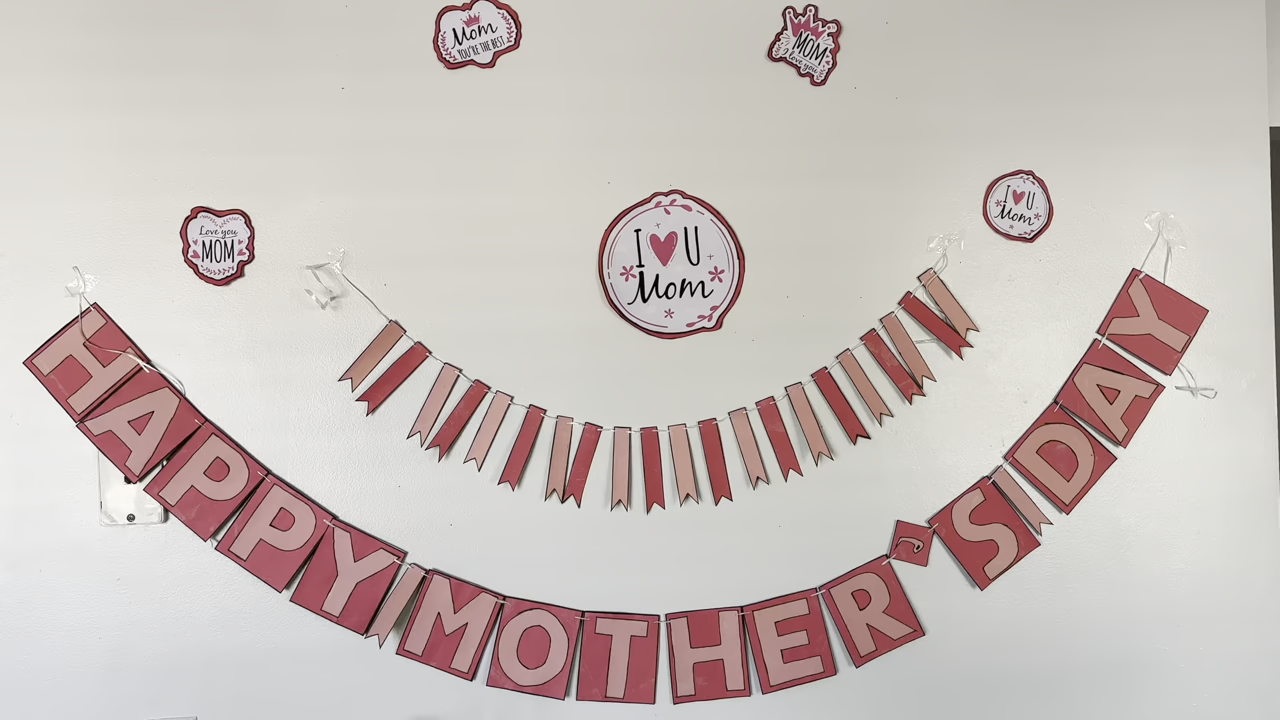 Mom
YOU'RE THE BEST
MOM
love you
Love you
MOM
I U
Mom
I U
Mom
HAPPY MOTHER'S DAY